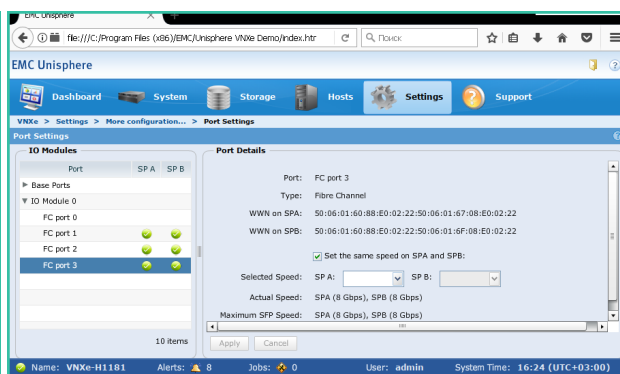 EMC Unisphere
file:///C:/Program Files (x86)/EMC/Unisphere VNXe Demo/index.htr
Поиск
EMC Unisphere
Dashboard System Storage Hosts Settings Support
VNXe > Settings > More configuration... > Port Settings
Port Settings
IO Modules
Port SP A SP B
Base Ports
IO Module 0
FC port 0
FC port 1
FC port 2
FC port 3
10 items
Port Details
Port: FC port 3
Type: Fibre Channel
WWN on SPA: 50:06:01:60:88:E0:02:22:50:06:01:67:08:E0:02:22
WWN on SPB: 50:06:01:60:88:E0:02:22:50:06:01:6F:08:E0:02:22
Set the same speed on SPA and SPB:
Selected Speed: SP A: SP B:
Actual Speed: SPA (8 Gbps), SPB (8 Gbps)
Maximum SFP Speed: SPA (8 Gbps), SPB (8 Gbps)
Apply Cancel
Name: VNXe-H1181 Alerts: 8 Jobs: 0 User: admin System Time: 16:24 (UTC+03:00)